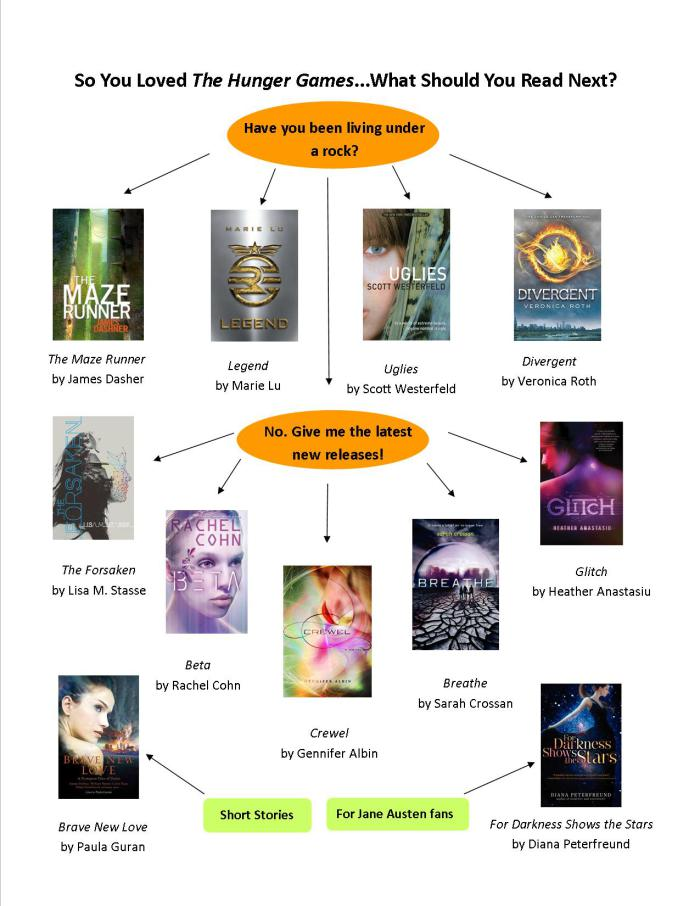 So You Loved The Hunger Games...What Should You Read Next?
Have you been living under
a rock?
THE
MAZE
RUNNER
JAMES
DASHNER
MARIE LU
LEGEND
UGLIES
SCOTT WESTERFELD
DIVERGENT
VERONICA ROTH
The Maze Runner
by James Dasher
Legend
by Marie Lu
Uglies
by Scott Westerfeld
Divergent
by Veronica Roth
No. Give me the latest
new releases!
THE
FORSAKEN
GLITCH
HEATHER ANASTASIU
RACHEL
COHN
BETA
sarah crossan
BREATHE
CREWEL
The Forsaken
by Lisa M. Stasse
Glitch
by Heather Anastasiu
Beta
by Rachel Cohn
Breathe
by Sarah Crossan
Crewel
by Gennifer Albin
BRAVE NEW
LOVE
For
Darkness
Shows
the Stars
DIANA PETERFREUND
Short Stories
For Jane Austen fans
Brave New Love
by Paula Guran
For Darkness Shows the Stars
by Diana Peterfreund